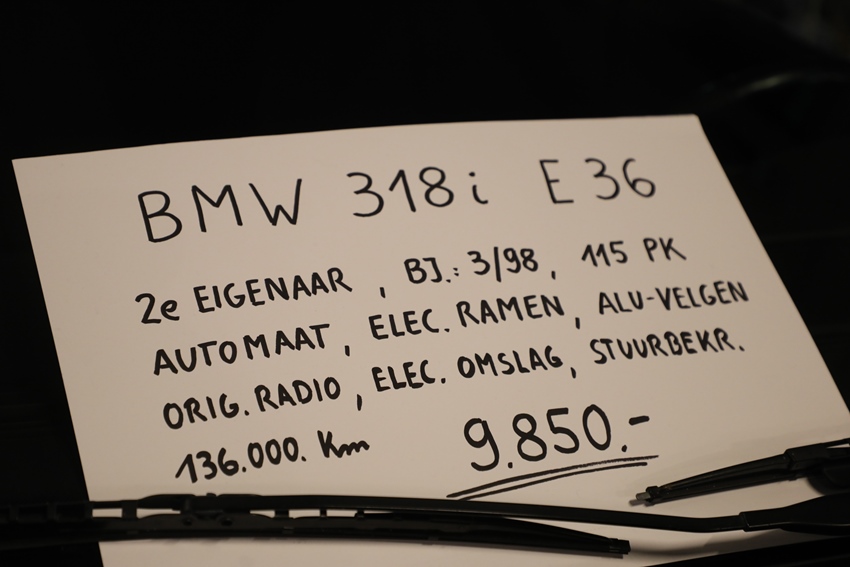 BMW 318i E36
2e EIGENAAR, BJ.: 3/98, 115 PK
AUTOMAAT, ELEC. RAMEN, ALU-VELGEN
ORIG. RADIO, ELEC. OMSLAG, STUURBEKR.
136.000. Km 9.850.-